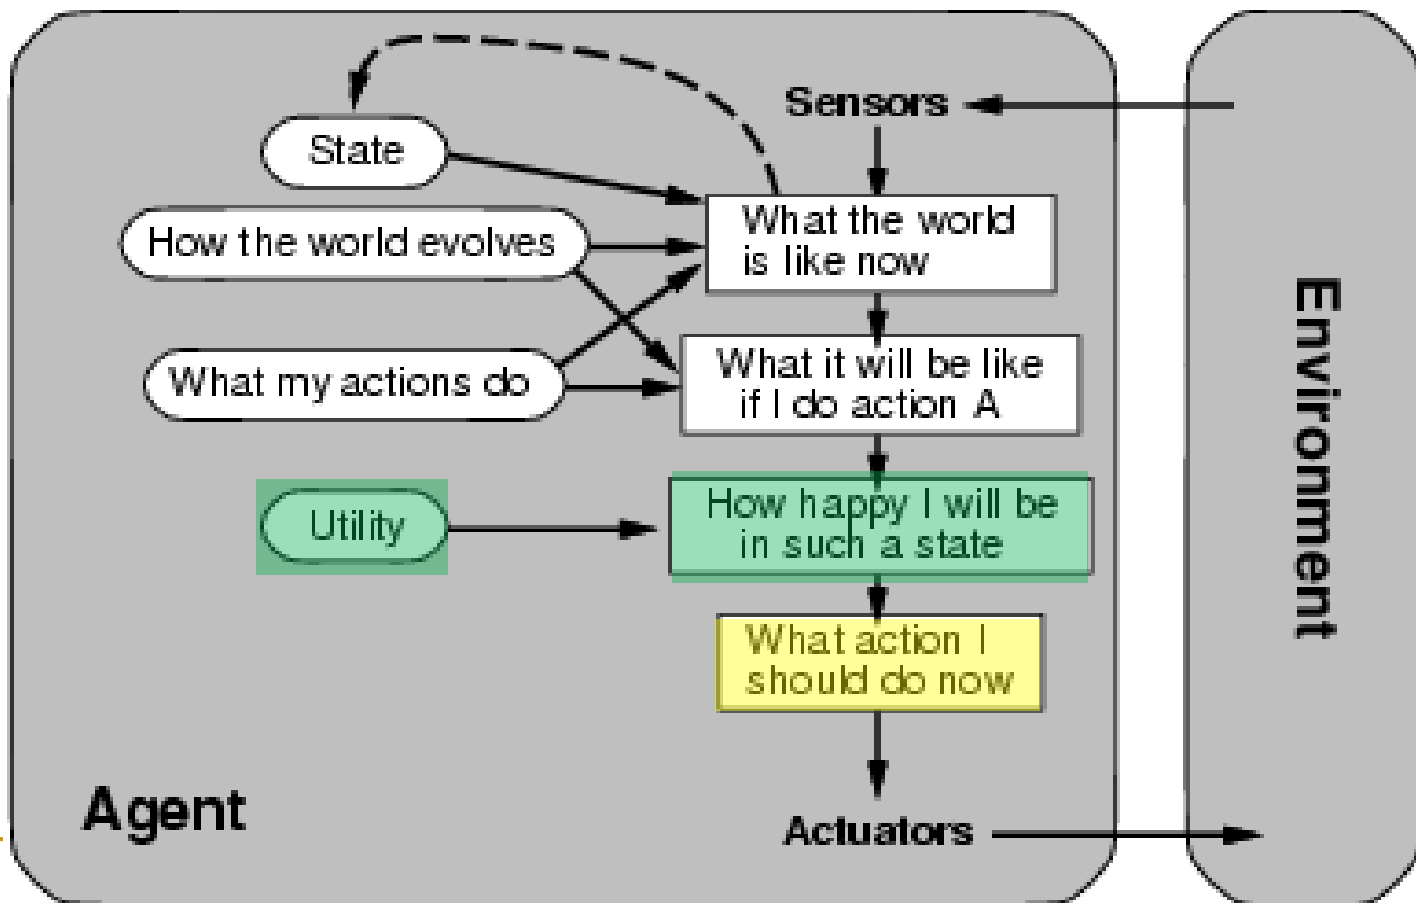 Sensors
State
What the world
is like now
How the world evolves
What my actions do
What it will be like
if I do action A
Utility
How happy I will be
in such a state
What action I
should do now
Agent
Actuators
Environment